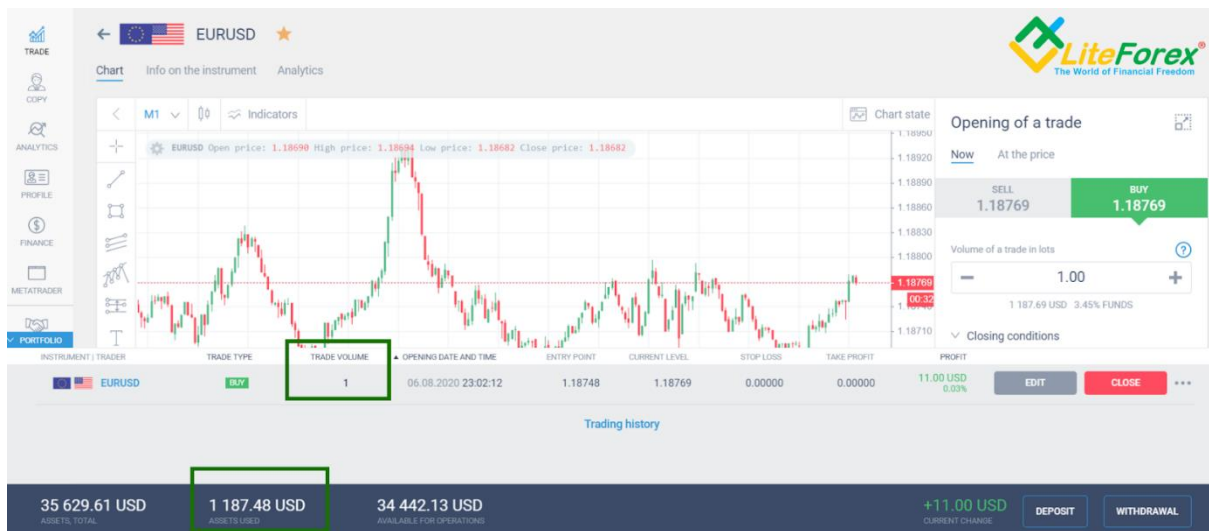 TRADE
COPY
ANALYTICS
PROFILE
FINANCE
METATRADER
PORTFOLIO
EURUSD
Chart Info on the instrument Analytics
LiteForex®
The World of Financial Freedom
M1 Indicators Chart state
EURUSD Open price: 1.18690 High price: 1.18694 Low price: 1.18682 Close price: 1.18682
1.18950
1.18920
1.18890
1.18860
1.18830
1.18800
1.18769
00:32
1.18740
1.18710
Opening of a trade
Now At the price
SELL BUY
1.18769 1.18769
Volume of a trade in lots ?
− 1.00 +
1 187.69 USD 3.45% FUNDS
Closing conditions
INSTRUMENT | TRADER TRADE TYPE TRADE VOLUME ▲ OPENING DATE AND TIME ENTRY POINT CURRENT LEVEL STOP LOSS TAKE PROFIT PROFIT
EURUSD BUY 1 06.08.2020 23:02:12 1.18748 1.18769 0.00000 0.00000 11.00 USD EDIT CLOSE •••
0.03%
Trading history
35 629.61 USD 1 187.48 USD 34 442.13 USD +11.00 USD DEPOSIT WITHDRAWAL
ASSETS, TOTAL ASSETS USED AVAILABLE FOR OPERATIONS CURRENT CHANGE